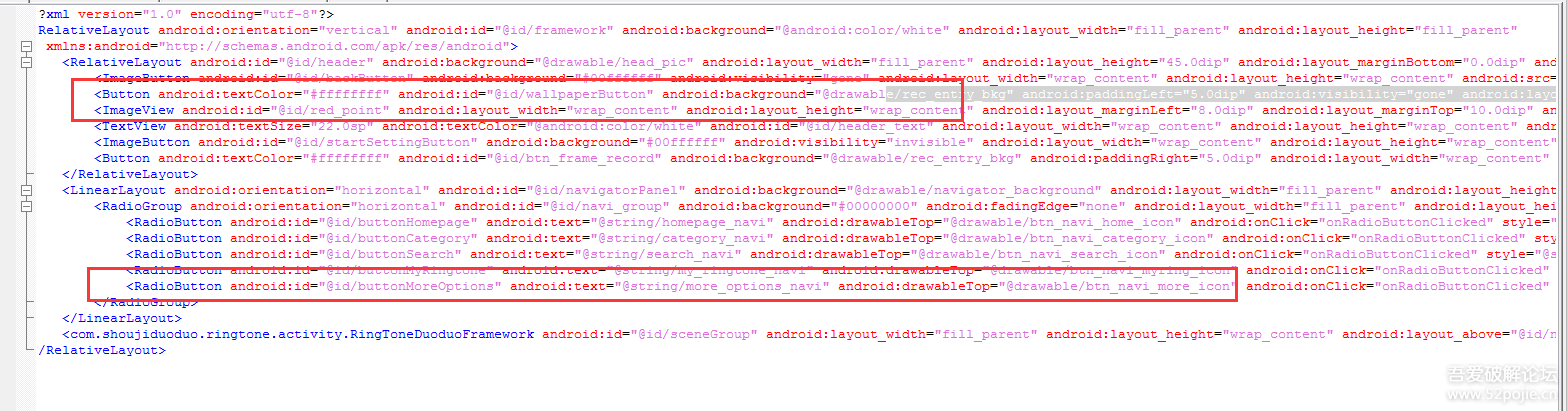 ?xml version="1.0" encoding="utf-8"?>
RelativeLayout android:orientation="vertical" android:id="@id/framework" android:background="@android:color/white" android:layout_width="fill_parent" android:layout_height="fill_parent"
xmlns:android="http://schemas.android.com/apk/res/android">
<RelativeLayout android:id="@id/header" android:background="@drawable/head_pic" android:layout_width="fill_parent" android:layout_height="45.0dip" android:layout_marginBottom="0.0dip" android:layout_
<ImageButton android:id="@id/backButton" android:background="#00ffffff" android:visibility="gone" android:layout_width="wrap_content" android:layout_height="wrap_content" android:src=
<Button android:textColor="#ffffffff" android:id="@id/wallpaperButton" android:background="@drawable/rec_entry_bkg" android:paddingLeft="5.0dip" android:visibility="gone" android:layo
<ImageView android:id="@id/red_point" android:layout_width="wrap_content" android:layout_height="wrap_content" android:layout_marginLeft="8.0dip" android:layout_marginTop="10.0dip" an
<TextView android:textSize="22.0sp" android:textColor="@android:color/white" android:id="@id/header_text" android:layout_width="wrap_content" android:layout_height="wrap_content" andr
<ImageButton android:id="@id/startSettingButton" android:background="#00ffffff" android:visibility="invisible" android:layout_width="wrap_content" android:layout_height="wrap_content"
<Button android:textColor="#ffffffff" android:id="@id/btn_frame_record" android:background="@drawable/rec_entry_bkg" android:paddingRight="5.0dip" android:layout_width="wrap_content"
</RelativeLayout>
<LinearLayout android:orientation="horizontal" android:id="@id/navigatorPanel" android:background="@drawable/navigator_background" android:layout_width="fill_parent" android:layout_height
<RadioGroup android:orientation="horizontal" android:id="@id/navi_group" android:background="#00000000" android:fadingEdge="none" android:layout_width="fill_parent" android:layout_hei
<RadioButton android:id="@id/buttonHomepage" android:text="@string/homepage_navi" android:drawableTop="@drawable/btn_navi_home_icon" android:onClick="onRadioButtonClicked" style="
<RadioButton android:id="@id/buttonCategory" android:text="@string/category_navi" android:drawableTop="@drawable/btn_navi_category_icon" android:onClick="onRadioButtonClicked" sty
<RadioButton android:id="@id/buttonSearch" android:text="@string/search_navi" android:drawableTop="@drawable/btn_navi_search_icon" android:onClick="onRadioButtonClicked" style="@s
<RadioButton android:id="@id/buttonMyRingtone" android:text="@string/my_ringtone_navi" android:drawableTop="@drawable/btn_navi_myring_icon" android:onClick="onRadioButtonClicked"
<RadioButton android:id="@id/buttonMoreOptions" android:text="@string/more_options_navi" android:drawableTop="@drawable/btn_navi_more_icon" android:onClick="onRadioButtonClicked"
</RadioGroup>
</LinearLayout>
<com.shoujiduoduo.ringtone.activity.RingToneDuoduoFramework android:id="@id/sceneGroup" android:layout_width="fill_parent" android:layout_height="wrap_content" android:layout_above="@id/n
/RelativeLayout>
吾爱破解论坛
www.52pojie.cn